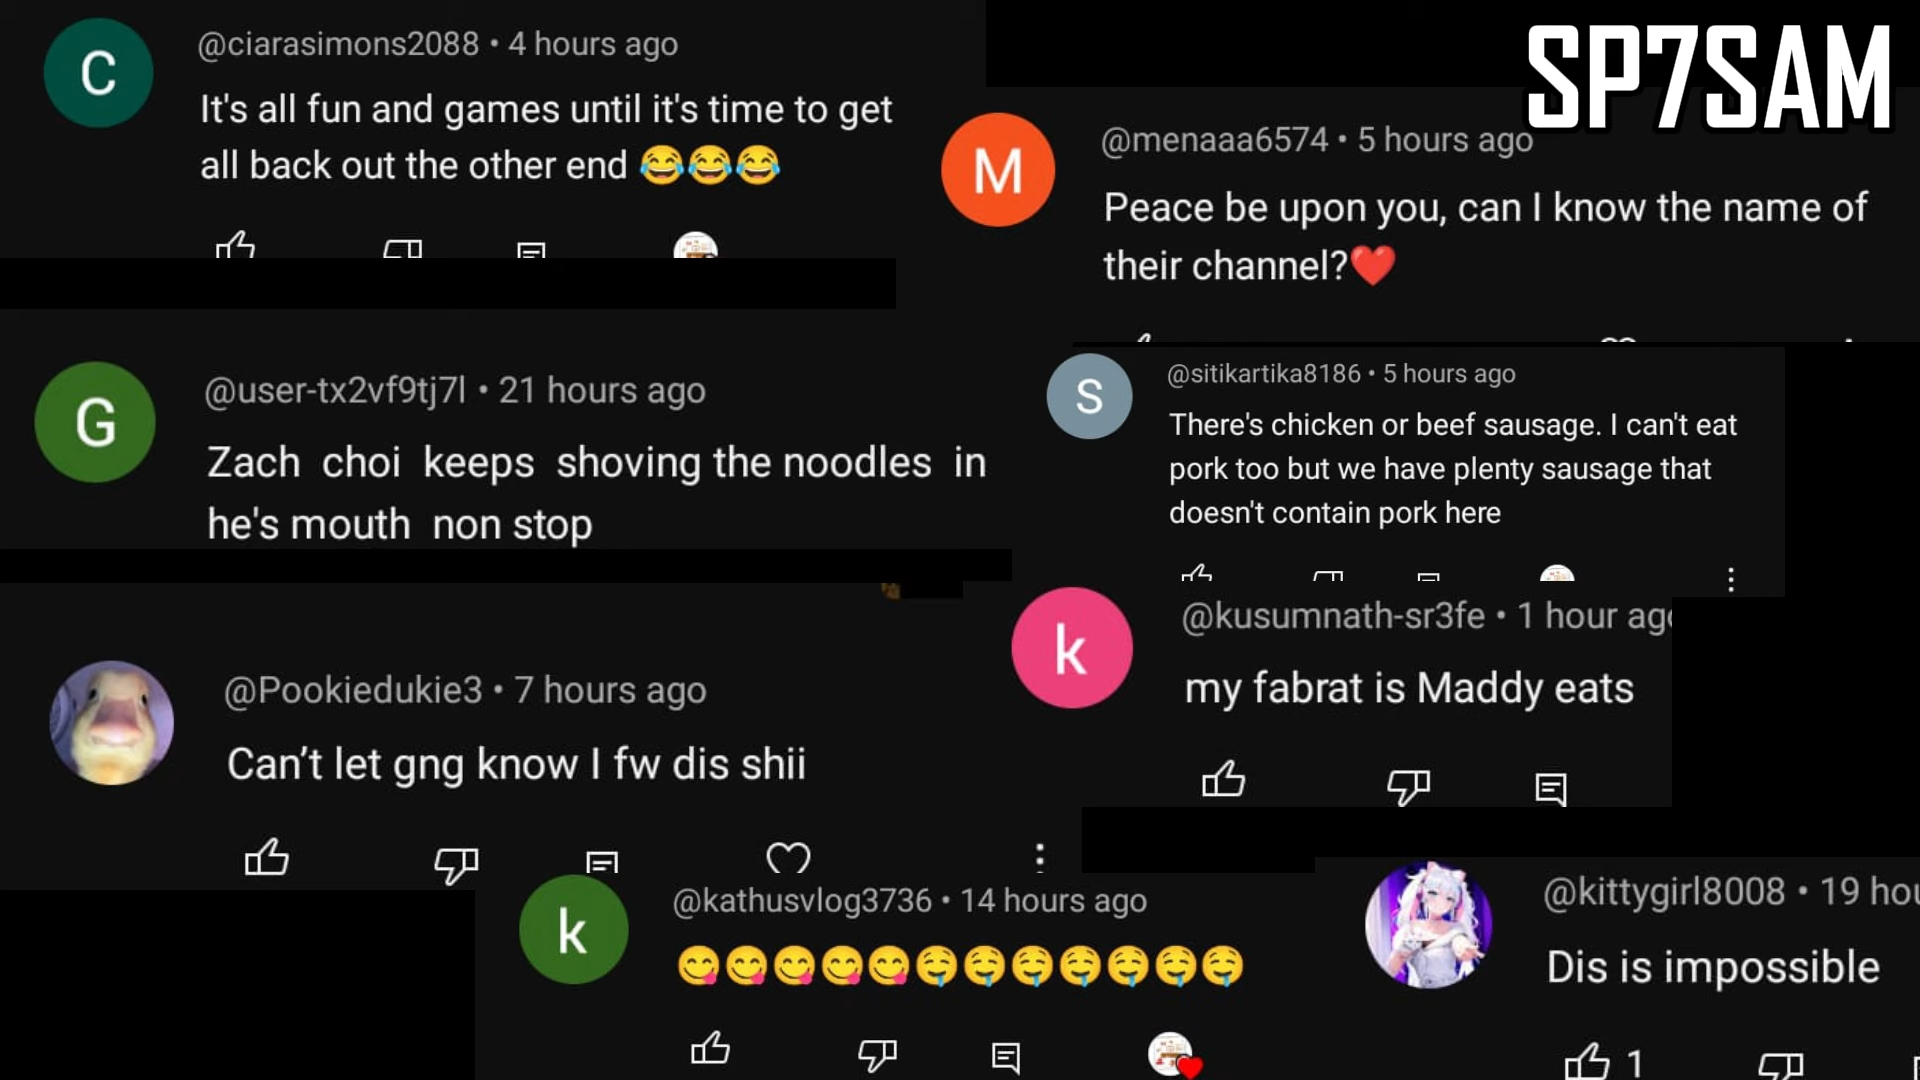 SP7SAM
C
@ciarasimons2088 • 4 hours ago
It's all fun and games until it's time to get
all back out the other end 😂😂😂
M
@menaaa6574 • 5 hours ago
Peace be upon you, can I know the name of
their channel?❤️
G
@user-tx2vf9tj7l • 21 hours ago
Zach choi keeps shoving the noodles in
he's mouth non stop
S
@sitikartika8186 • 5 hours ago
There's chicken or beef sausage. I can't eat
pork too but we have plenty sausage that
doesn't contain pork here
k
@kusumnath-sr3fe • 1 hour ago
my fabrat is Maddy eats
@Pookiedukie3 • 7 hours ago
Can't let gng know I fw dis shii
k
@kathusvlog3736 • 14 hours ago
😋😋😋😋😋🤤🤤🤤🤤🤤🤤🤤
@kittygirl8008 • 19 hou
Dis is impossible
1